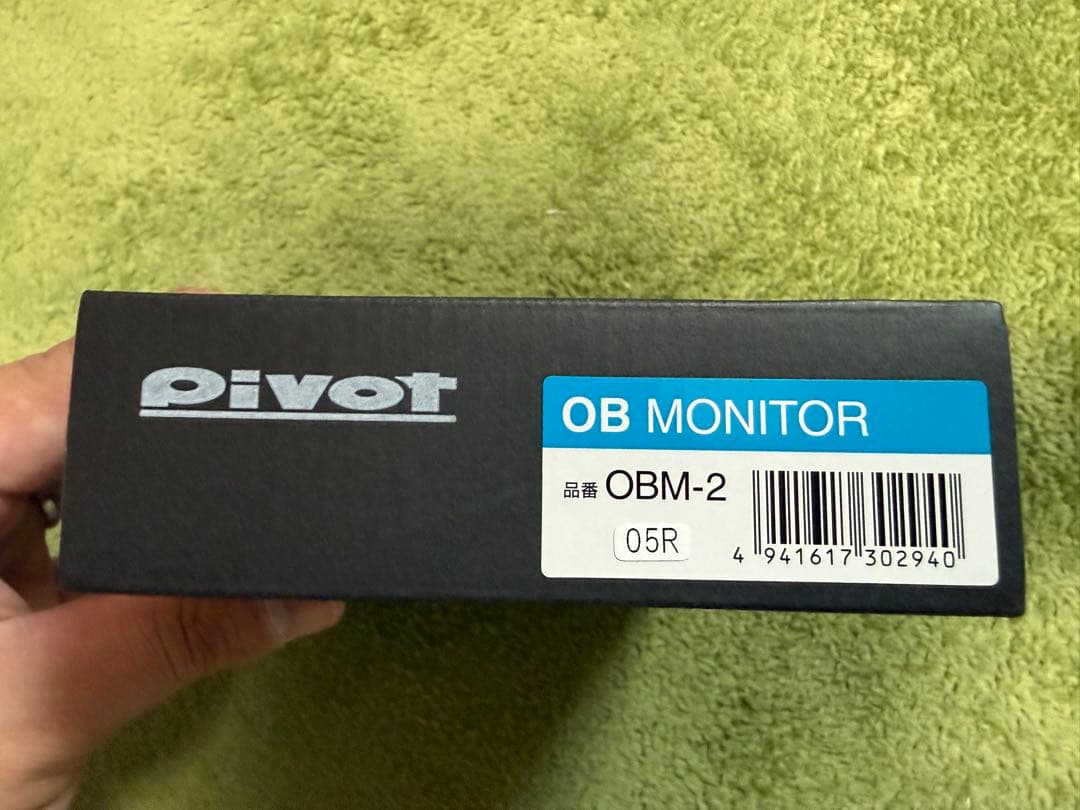 Pivot
OB MONITOR
品番 OBM-2
05R
4 941617 302940